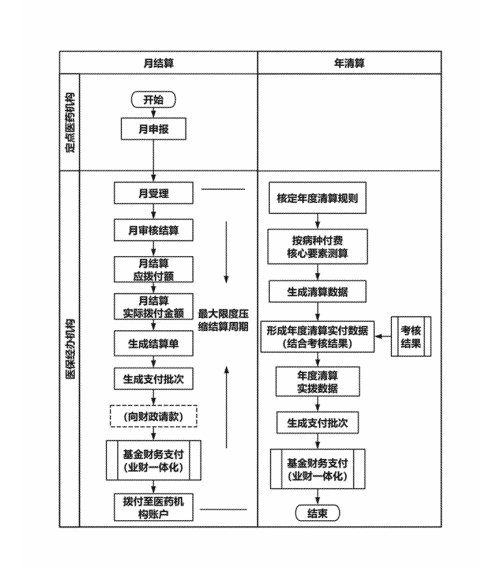 月结算
年清算
定点医药机构
开始
月申报
医保经办机构
月受理
月审核结算
月结算
应拨付额
月结算
实际拨付金额
生成结算单
生成支付批次
（向财政请款）
基金财务支付
（业财一体化）
拨付至医药机
构账户
最大限度压
缩结算周期
核定年度清算规则
按病种付费
核心要素测算
生成清算数据
形成年度清算实付数据
（结合考核结果）
考核
结果
年度清算
实拨数据
生成支付批次
基金财务支付
（业财一体化）
结束